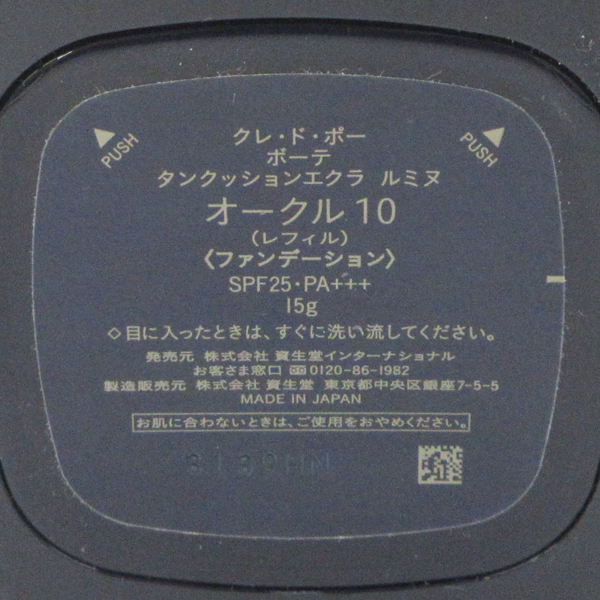 PUSH
PUSH
クレ・ド・ポー
ボーテ
タンクッションエクラ ルミヌ
オークル10
(レフィル)
〈ファンデーション〉
SPF25・PA+++
15g
◇目に入ったときは、すぐに洗い流してください。
発売元 株式会社 資生堂インターナショナル
お客さま窓口 0120-86-1982
製造販売元 株式会社 資生堂 東京都中央区銀座7-5-5
MADE IN JAPAN
お肌に合わないときは、ご使用をおやめください。